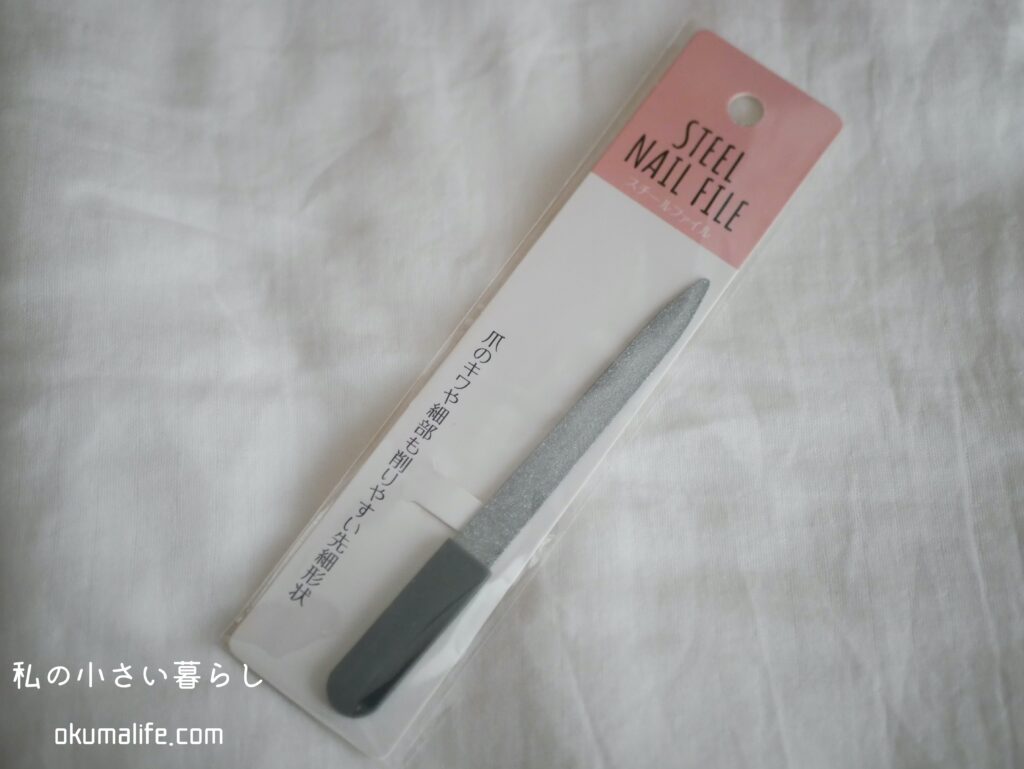 STEEL
NAIL FILE
スチールファイル
爪のキワや細部も削りやすい先細形状
私の小さい暮らし
okumalife.com